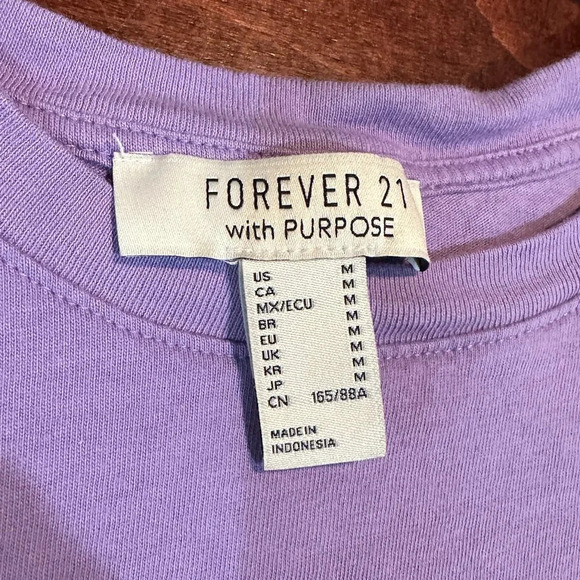 FOREVER 21
with PURPOSE
US M
CA M
MX/ECU M
BR M
EU M
UK M
KR M
JP M
CN 165/88A
MADE IN
INDONESIA